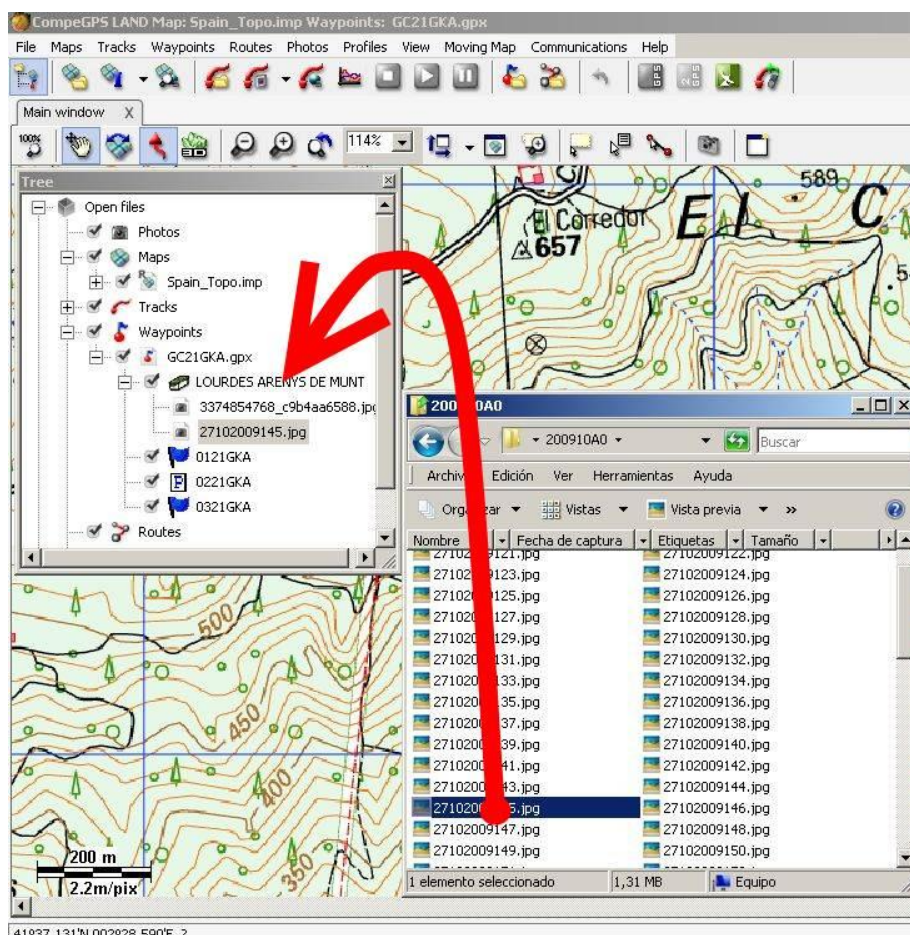 CompeGPS LAND Map: Spain_Topo.imp Waypoints: GC21GKA.gpx
File Maps Tracks Waypoints Routes Photos Profiles View Moving Map Communications Help
Main window X
100%
114%
Tree
Open files
Photos
Maps
Spain_Topo.imp
Tracks
Waypoints
GC21GKA.gpx
LOURDES ARENYS DE MUNT
3374854768_c9b4aa6588.jpg
27102009145.jpg
0121GKA
0221GKA
0321GKA
Routes
El Corredor
657
589
E l C
500
450
400
350
200 m
2.2m/pix
200910A0
Buscar
Edición Ver Herramientas Ayuda
Vistas Vista previa »
Nombre Fecha de captura Etiquetas Tamaño
27102009122.jpg
27102009124.jpg
27102009126.jpg
27102009128.jpg
27102009130.jpg
27102009132.jpg
27102009134.jpg
27102009136.jpg
27102009138.jpg
27102009140.jpg
27102009142.jpg
27102009144.jpg
27102009146.jpg
27102009147.jpg 27102009148.jpg
27102009149.jpg 27102009150.jpg
1 elemento seleccionado 1,31 MB Equipo